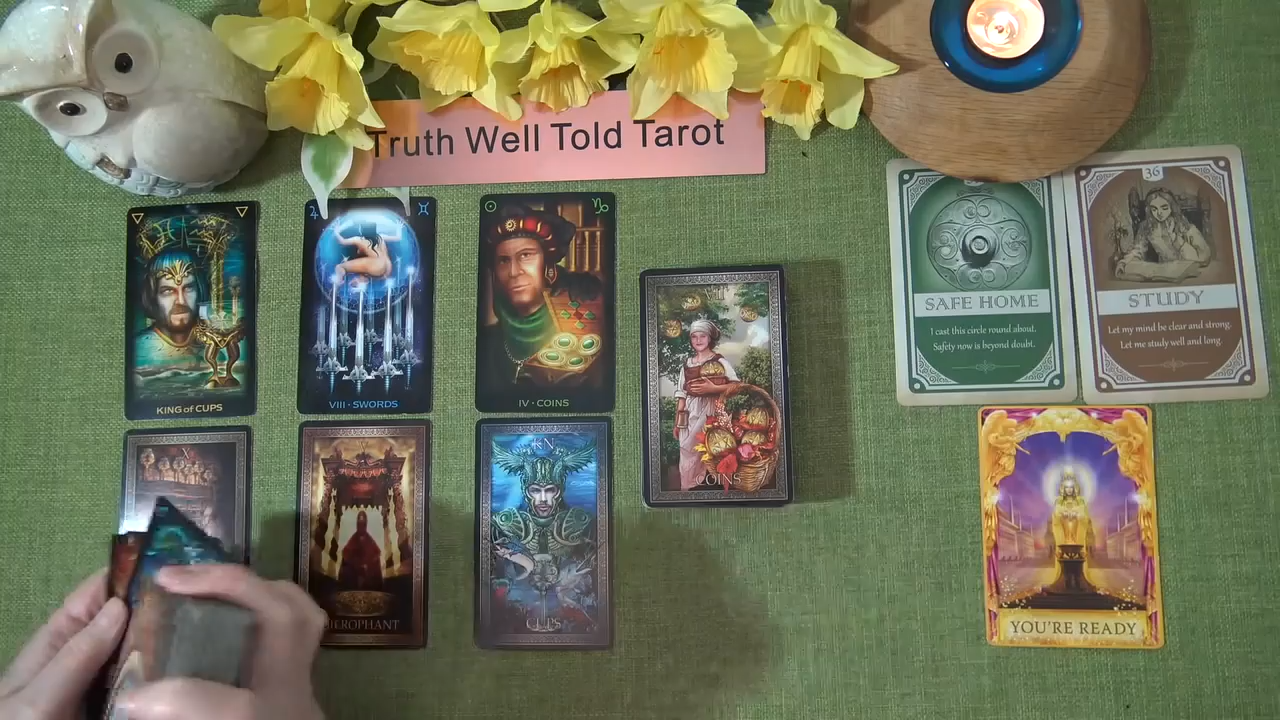 Truth Well Told Tarot
KING of CUPS
VIII · SWORDS
IV · COINS
X
HIEROPHANT
KN
CUPS
VIII
COINS
SAFE HOME
I cast this circle round about.
Safety now is beyond doubt.
36
STUDY
Let my mind be clear and strong.
Let me study well and long.
YOU'RE READY